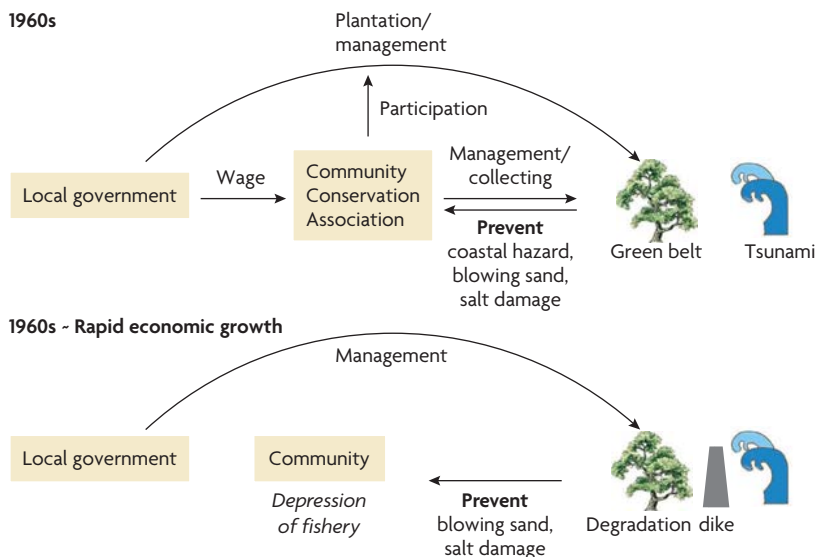 1960s
Plantation/
management
Participation
Local government
Wage
Community
Conservation
Association
Management/
collecting
Prevent
coastal hazard,
blowing sand,
salt damage
Green belt
Tsunami
1960s ~ Rapid economic growth
Management
Local government
Community
Depression
of fishery
Prevent
blowing sand,
salt damage
Degradation dike